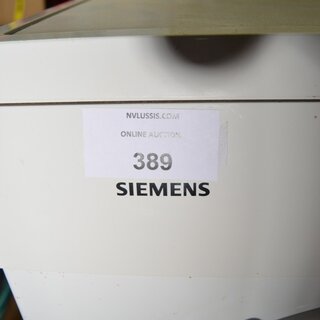 NVLUSSIS.COM
ONLINE AUCTION
389
SIEMENS